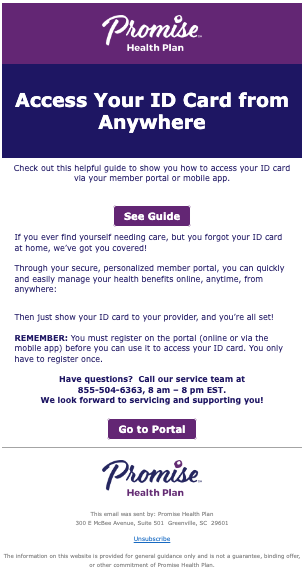 Promise™
Health Plan
Access Your ID Card from
Anywhere
Check out this helpful guide to show you how to access your ID card
via your member portal or mobile app.
See Guide
If you ever find yourself needing care, but you forgot your ID card
at home, we've got you covered!
Through your secure, personalized member portal, you can quickly
and easily manage your health benefits online, anytime, from
anywhere:
Then just show your ID card to your provider, and you're all set!
REMEMBER: You must register on the portal (online or via the
mobile app) before you can use it to access your ID card. You only
have to register once.
Have questions?  Call our service team at
855-504-6363, 8 am – 8 pm EST.
We look forward to servicing and supporting you!
Go to Portal
Promise™
Health Plan
This email was sent by: Promise Health Plan
300 E McBee Avenue, Suite 501  Greenville, SC  29601
Unsubscribe
The information on this website is provided for general guidance only and is not a guarantee, binding offer,
or other commitment of Promise Health Plan.